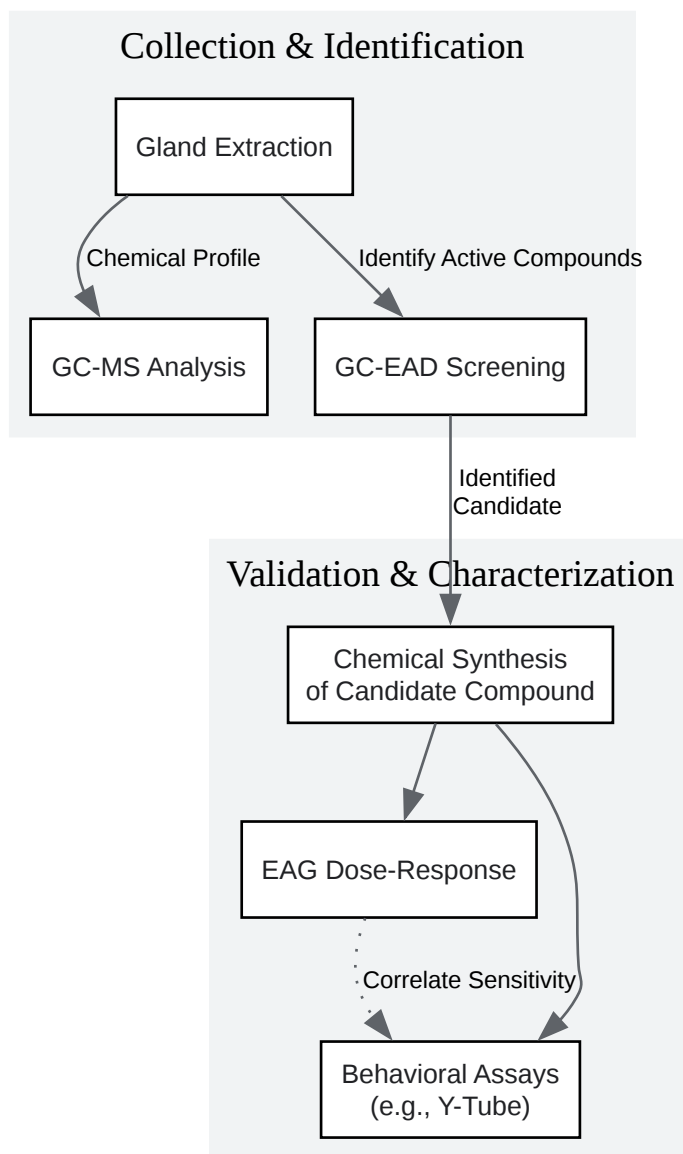 Collection & Identification
Gland Extraction
Chemical Profile
Identify Active Compounds
GC-MS Analysis
GC-EAD Screening
Identified
Candidate
Validation & Characterization
Chemical Synthesis
of Candidate Compound
EAG Dose-Response
Correlate Sensitivity
Behavioral Assays
(e.g., Y-Tube)